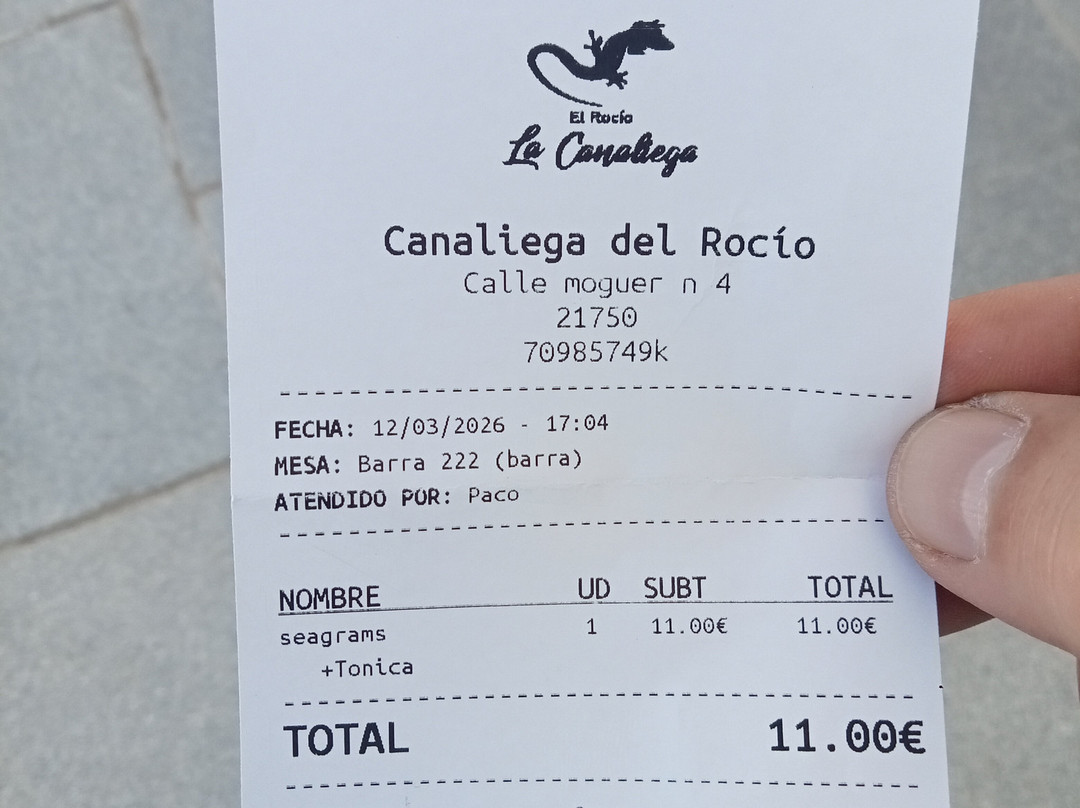 El Rocío
La Canaliega
Canaliega del Rocío
Calle moguer n 4
21750
70985749k
FECHA: 12/03/2026 - 17:04
MESA: Barra 222 (barra)
ATENDIDO POR: Paco
NOMBRE UD SUBT TOTAL
seagrams 1 11.00€ 11.00€
+Tonica
TOTAL 11.00€